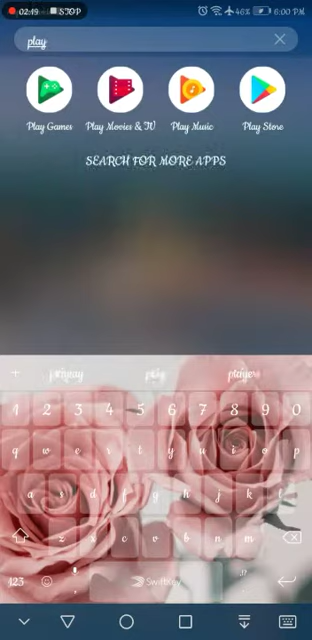 02:19 STOP 46% 6:00 PM
play
Play Games Play Movies & TV Play Music Play Store
SEARCH FOR MORE APPS
+ play player
1 2 3 4 5 6 7 8 9 0
q w e r t y u i o p
a s d f g h j k l
z x c v b n m
123 , SwiftKey .!?